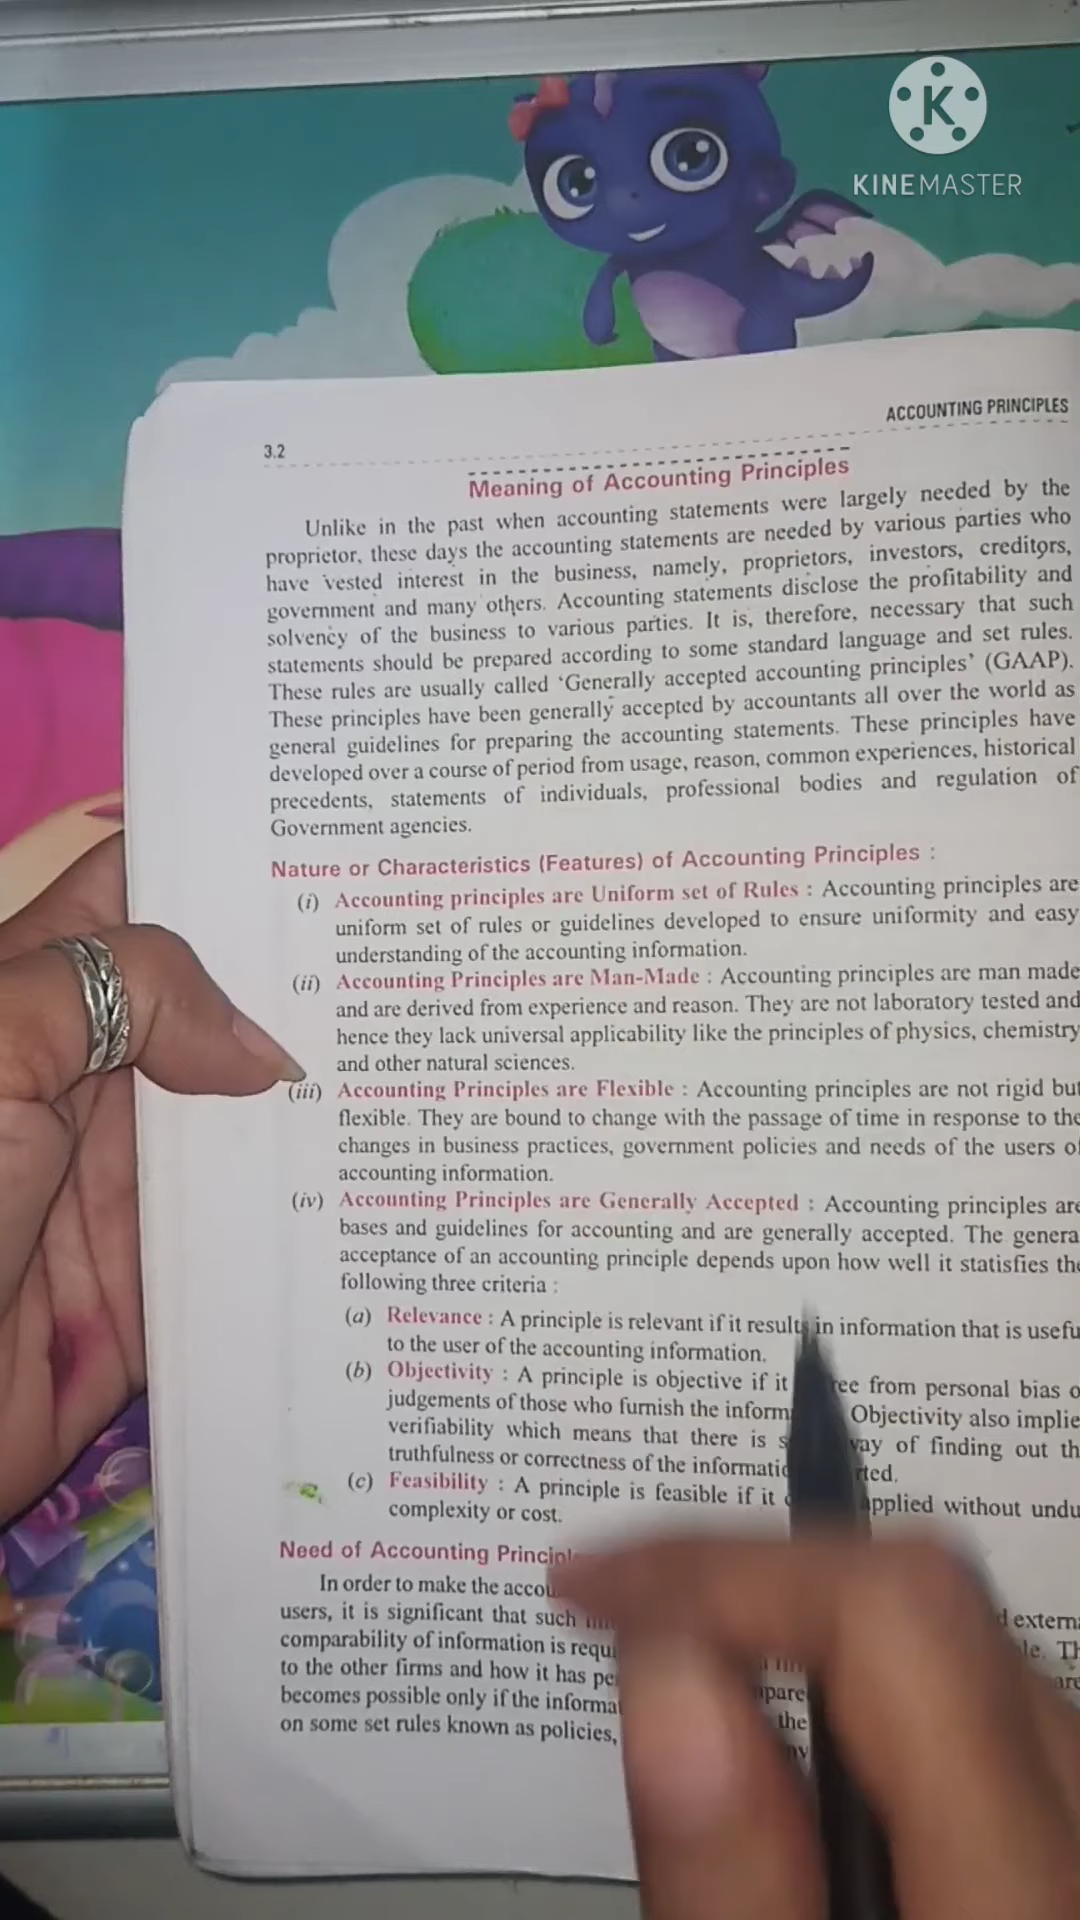 K
KINEMASTER
ACCOUNTING PRINCIPLES
3.2
Meaning of Accounting Principles
Unlike in the past when accounting statements were largely needed by the
proprietor, these days the accounting statements are needed by various parties who
have vested interest in the business, namely, proprietors, investors, creditors,
government and many others. Accounting statements disclose the profitability and
solvency of the business to various parties. It is, therefore, necessary that such
statements should be prepared according to some standard language and set rules.
These rules are usually called ‘Generally accepted accounting principles’ (GAAP).
These principles have been generally accepted by accountants all over the world as
general guidelines for preparing the accounting statements. These principles have
developed over a course of period from usage, reason, common experiences, historical
precedents, statements of individuals, professional bodies and regulation of
Government agencies.
Nature or Characteristics (Features) of Accounting Principles :
(i) Accounting principles are Uniform set of Rules : Accounting principles are
uniform set of rules or guidelines developed to ensure uniformity and easy
understanding of the accounting information.
(ii) Accounting Principles are Man-Made : Accounting principles are man made
and are derived from experience and reason. They are not laboratory tested and
hence they lack universal applicability like the principles of physics, chemistry
and other natural sciences.
(iii) Accounting Principles are Flexible : Accounting principles are not rigid but
flexible. They are bound to change with the passage of time in response to the
changes in business practices, government policies and needs of the users of
accounting information.
(iv) Accounting Principles are Generally Accepted : Accounting principles are
bases and guidelines for accounting and are generally accepted. The genera
acceptance of an accounting principle depends upon how well it statisfies the
following three criteria :
(a) Relevance : A principle is relevant if it results in information that is usefu
to the user of the accounting information.
(b) Objectivity : A principle is objective if it ree from personal bias o
judgements of those who furnish the inform Objectivity also implie
verifiability which means that there is s way of finding out th
truthfulness or correctness of the informatio rted.
(c) Feasibility : A principle is feasible if it applied without undu
complexity or cost.
Need of Accounting Principl
In order to make the accou d externa
users, it is significant that such le. Th
comparability of information is requi
to the other firms and how it has pe mpare
becomes possible only if the informat the
on some set rules known as policies,